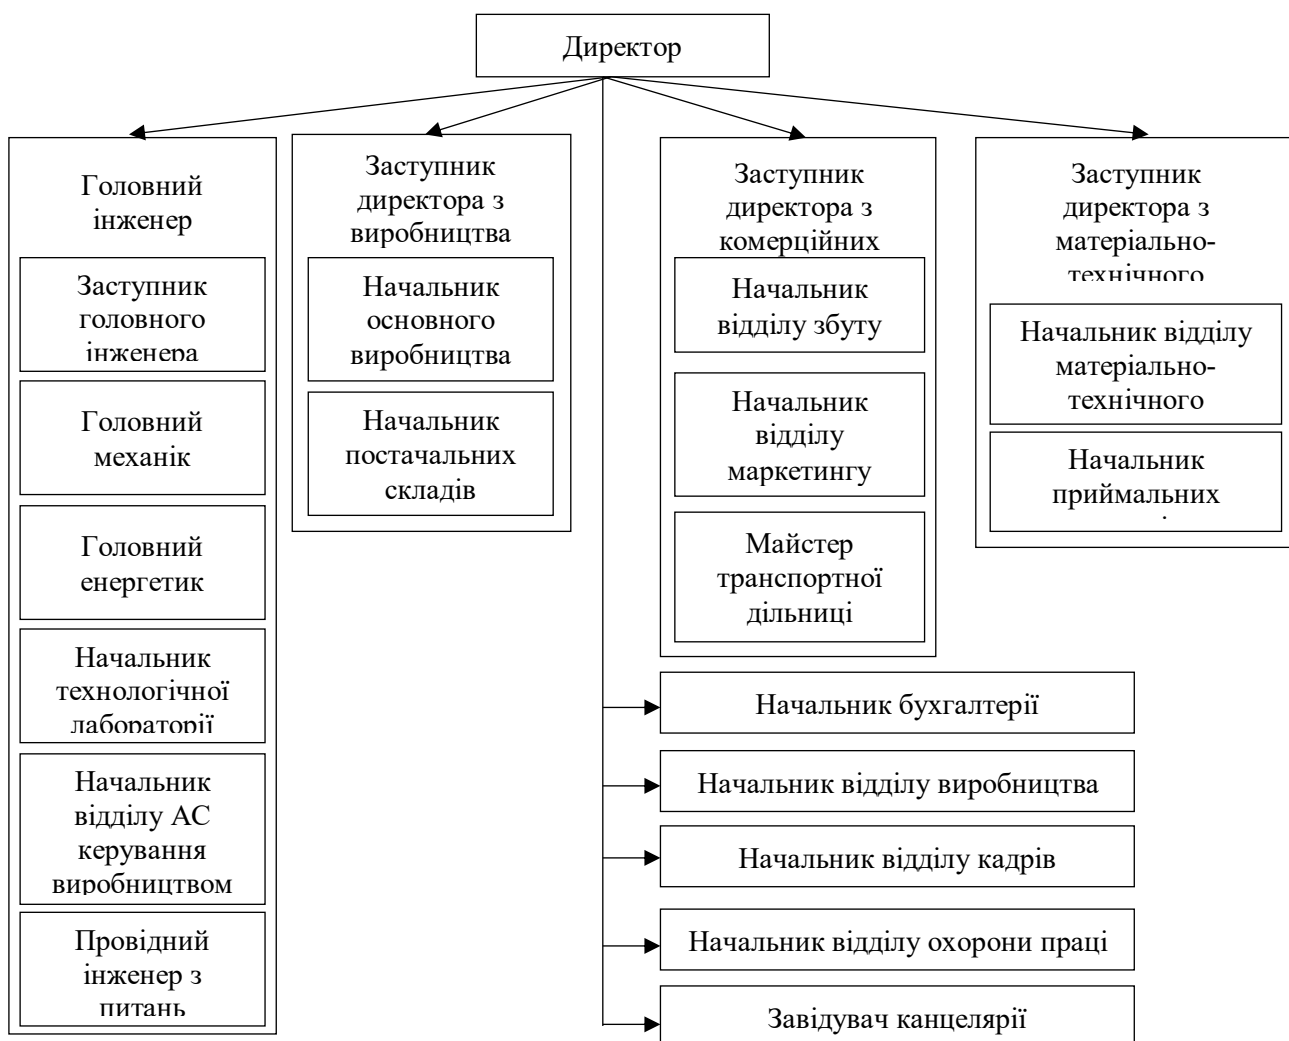 Директор
Головний
інженер
Заступник
головного
інженера
Головний
механік
Головний
енергетик
Начальник
технологічної
лабораторії
Начальник
відділу АС
керування
виробництвом
Провідний
інженер з
питань
Заступник
директора з
виробництва
Начальник
основного
виробництва
Начальник
постачальних
складів
Заступник
директора з
комерційних
Начальник
відділу збуту
Начальник
відділу
маркетингу
Майстер
транспортної
дільниці
Заступник
директора з
матеріально-
технічного
Начальник відділу
матеріально-
технічного
Начальник
приймальних
Начальник бухгалтерії
Начальник відділу виробництва
Начальник відділу кадрів
Начальник відділу охорони праці
Завідувач канцелярії